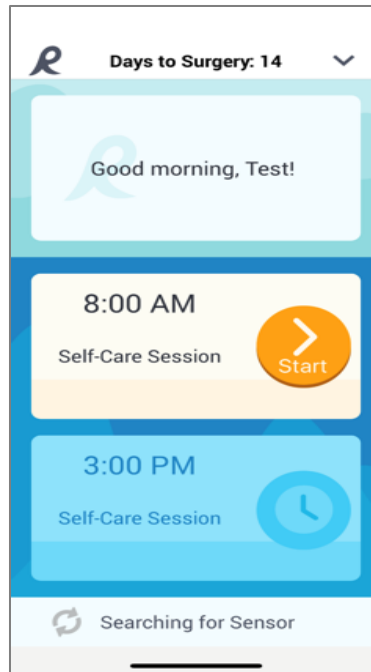 Days to Surgery: 14
Good morning, Test!
8:00 AM
Self-Care Session
Start
3:00 PM
Self-Care Session
Searching for Sensor